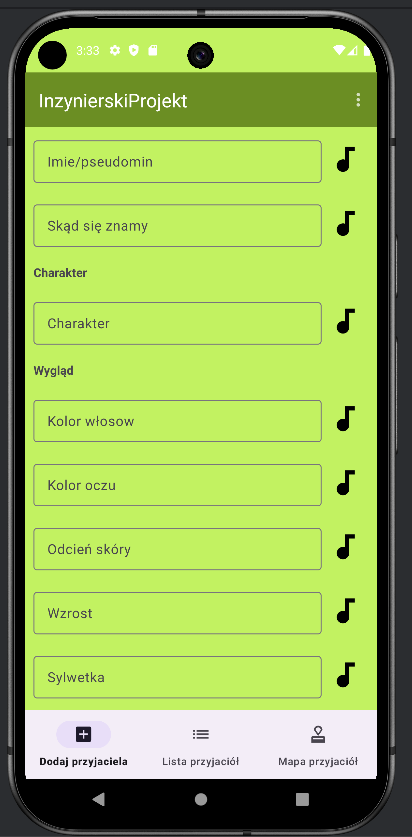 3:33
InzynierskiProjekt
Imie/pseudomin
Skąd się znamy
Charakter
Charakter
Wygląd
Kolor włosow
Kolor oczu
Odcień skóry
Wzrost
Sylwetka
Dodaj przyjaciela
Lista przyjaciół
Mapa przyjaciół